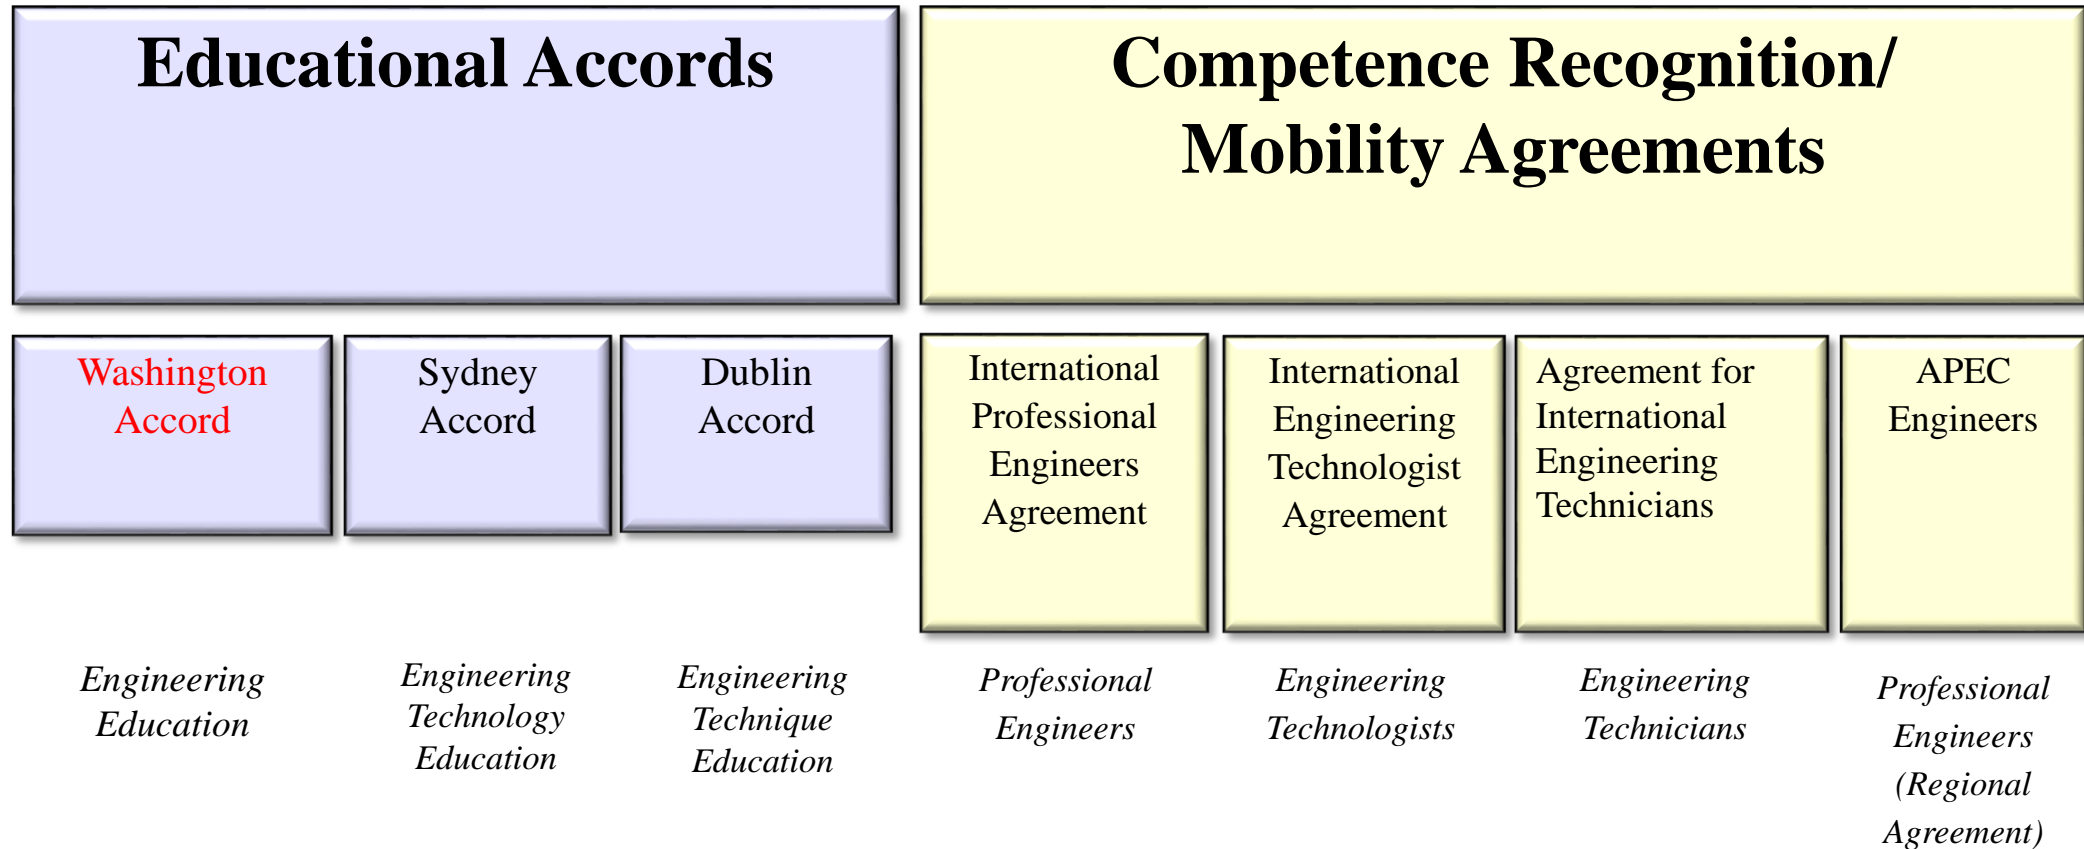 Educational Accords
Competence Recognition/
Mobility Agreements
Washington
Accord
Sydney
Accord
Dublin
Accord
International
Professional
Engineers
Agreement
International
Engineering
Technologist
Agreement
Agreement for
International
Engineering
Technicians
APEC
Engineers
Engineering
Education
Engineering
Technology
Education
Engineering
Technique
Education
Professional
Engineers
Engineering
Technologists
Engineering
Technicians
Professional
Engineers
(Regional
Agreement)